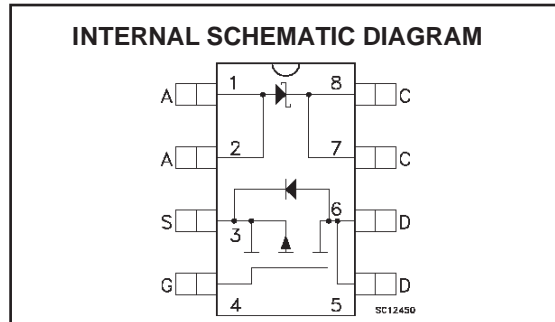 INTERNAL SCHEMATIC DIAGRAM
A 1 8 C
A 2 7 C
S 3 6 D
G 4 5 D
SC12450